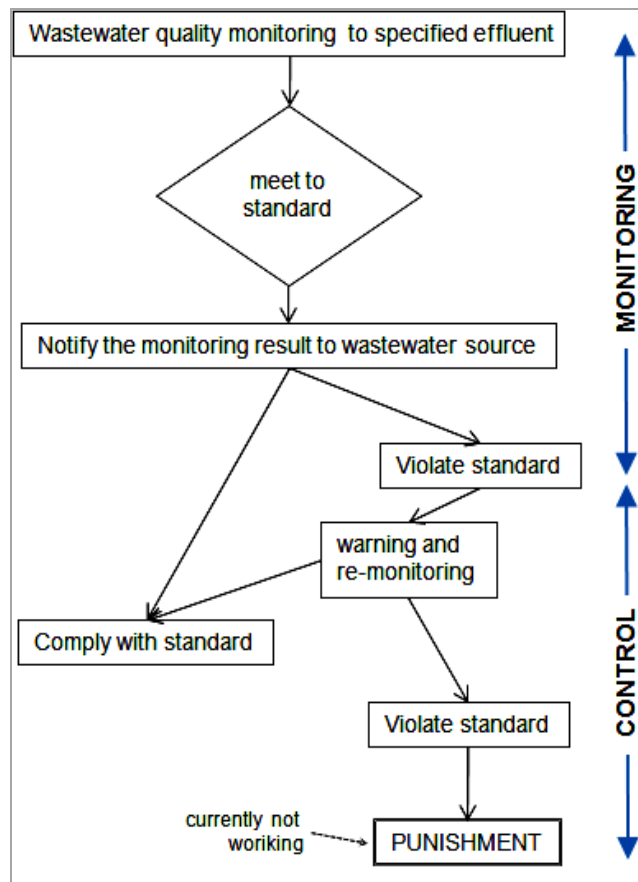 Wastewater quality monitoring to specified effluent
meet to
standard
Notify the monitoring result to wastewater source
Violate standard
warning and
re-monitoring
Comply with standard
Violate standard
currently not
woriking
PUNISHMENT
MONITORING
CONTROL